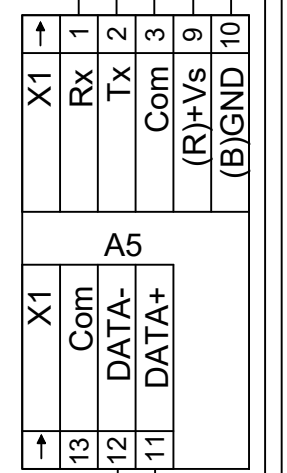 → 1 2 3 9 10
X1 Rx Tx Com (R)+Vs (B)GND
A5
X1 Com DATA- DATA+
→ 13 12 11